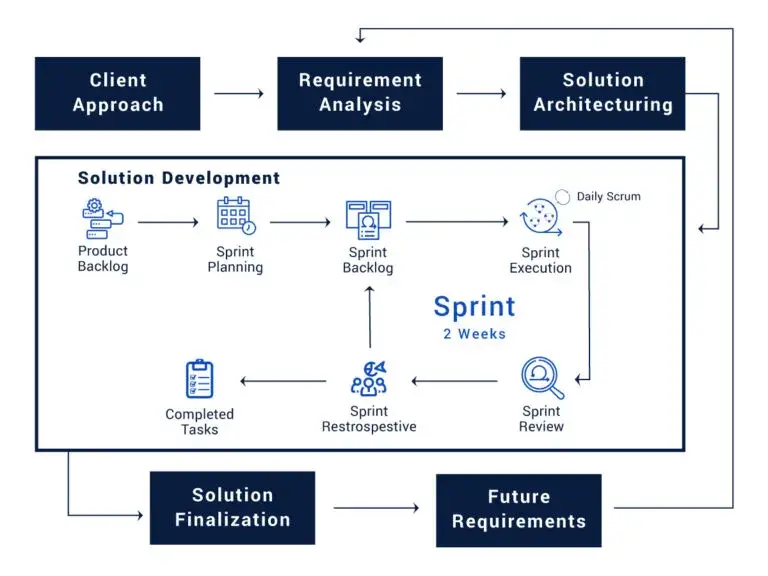 Client
Approach
Requirement
Analysis
Solution
Architecturing
Solution Development
Daily Scrum
Product
Backlog
Sprint
Planning
Sprint
Backlog
Sprint
Execution
Sprint
2 Weeks
Completed
Tasks
Sprint
Restrospestive
Sprint
Review
Solution
Finalization
Future
Requirements